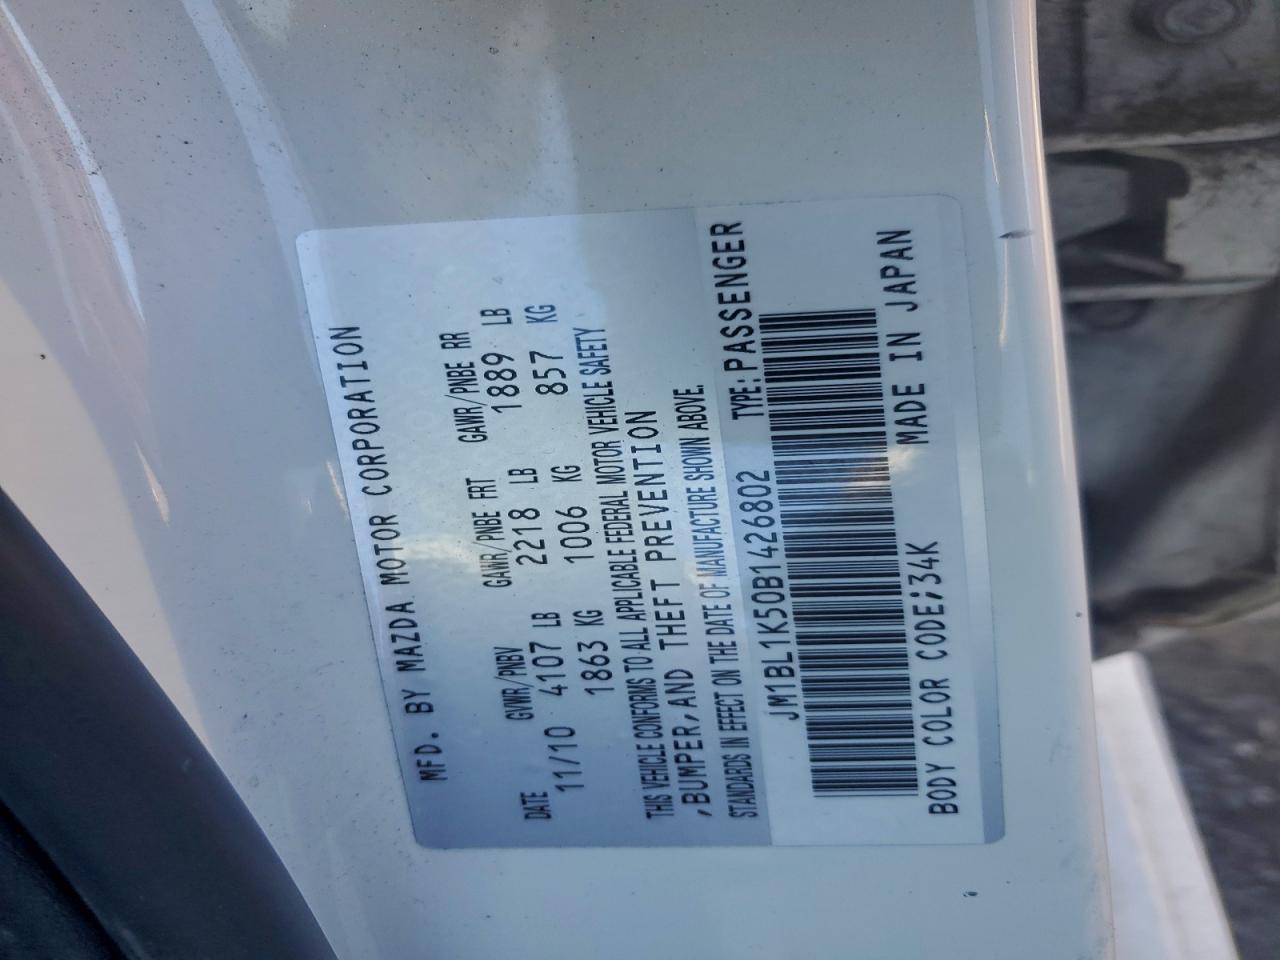 MFD. BY MAZDA MOTOR CORPORATION
DATE GVWR/PNBV GAWR/PNBE FRT GAWR/PNBE RR
11/10 4107 LB 2218 LB 1889 LB
1863 KG 1006 KG 857 KG
THIS VEHICLE CONFORMS TO ALL APPLICABLE FEDERAL MOTOR VEHICLE SAFETY
,BUMPER,AND THEFT PREVENTION
STANDARDS IN EFFECT ON THE DATE OF MANUFACTURE SHOWN ABOVE.
JM1BL1K50B1426802 TYPE:PASSENGER
BODY COLOR CODE;34K MADE IN JAPAN